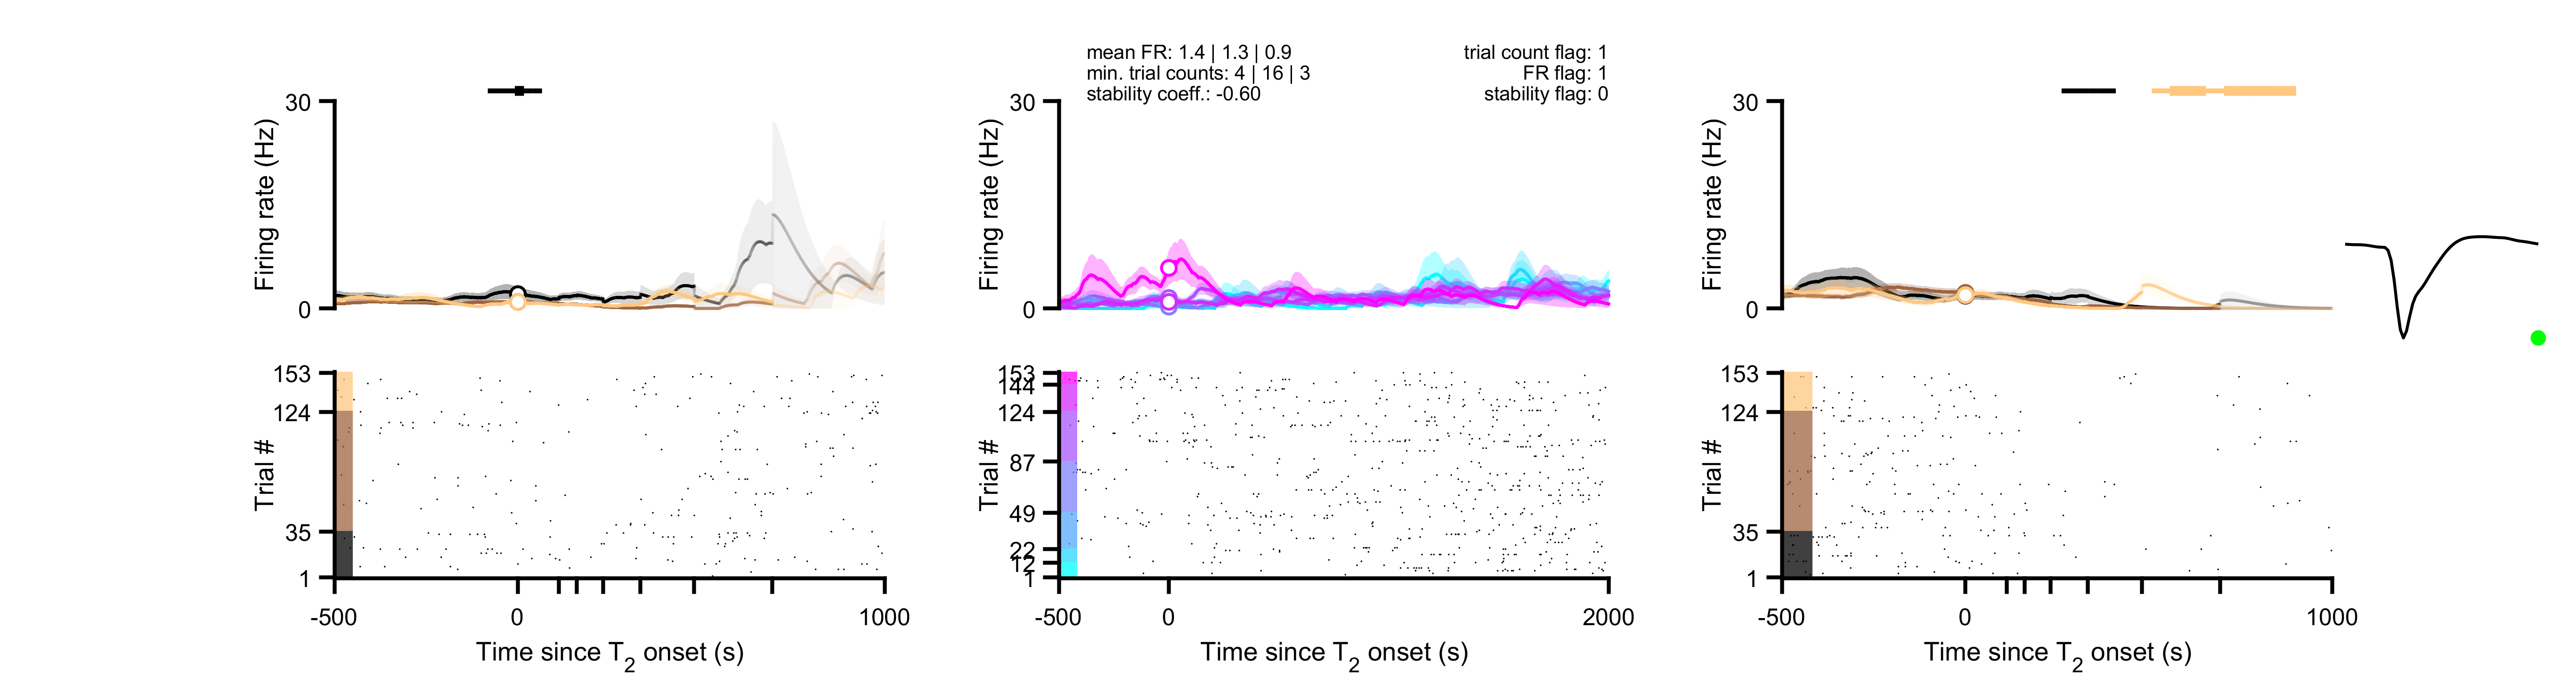 mean FR: 1.4 | 1.3 | 0.9
min. trial counts: 4 | 16 | 3
stability coeff.: -0.60
trial count flag: 1
FR flag: 1
stability flag: 0
30
0
Firing rate (Hz)
153
124
35
1
Trial #
-500
0
1000
Time since T2 onset (s)
30
0
Firing rate (Hz)
153
144
124
87
49
22
12
1
Trial #
-500
0
2000
Time since T2 onset (s)
30
0
Firing rate (Hz)
153
124
35
1
Trial #
-500
0
1000
Time since T2 onset (s)